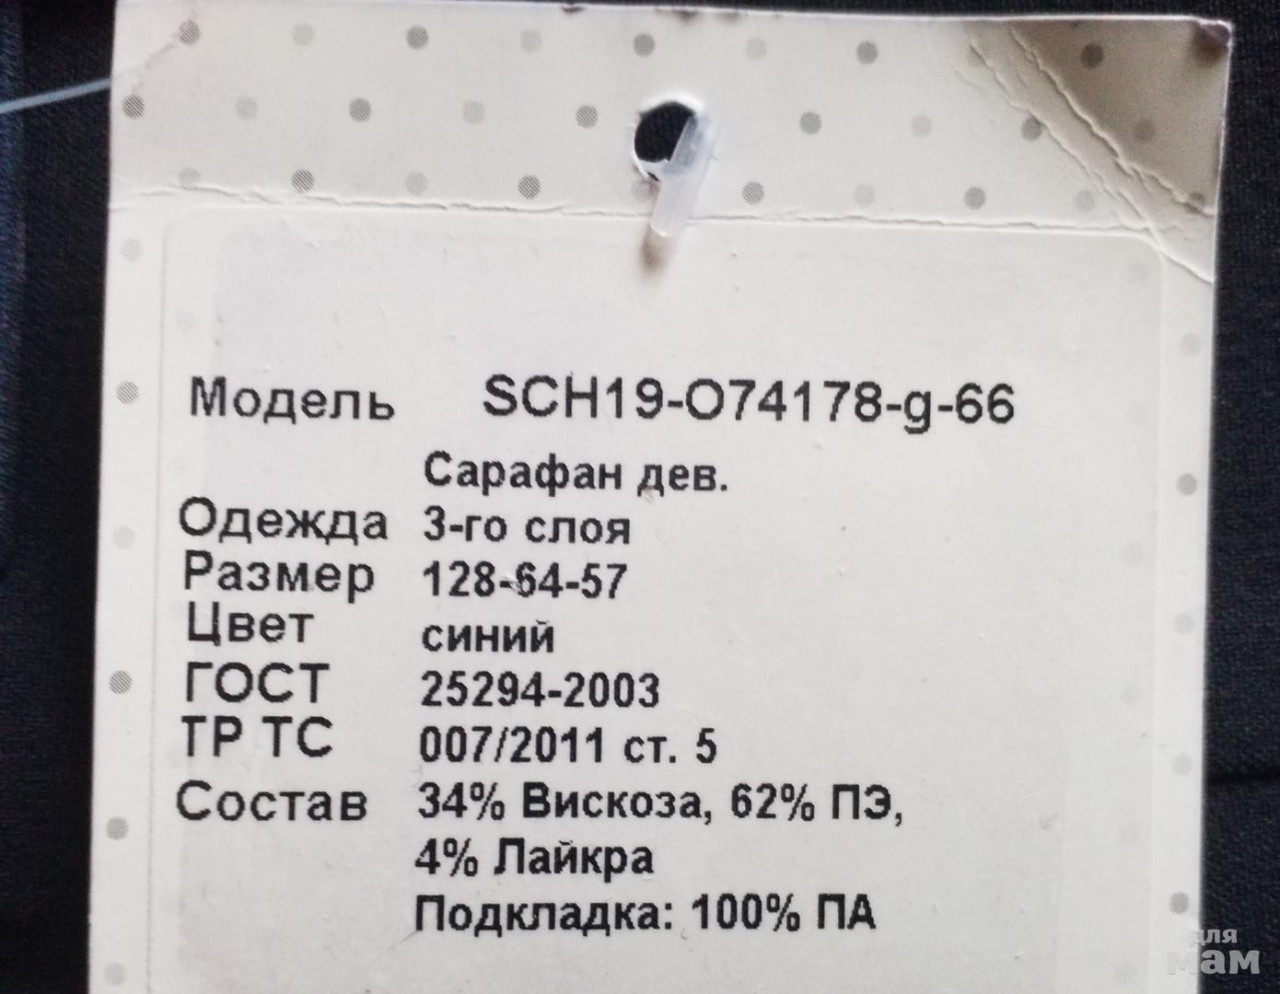 Модель SCH19-O74178-g-66
Сарафан дев.
Одежда 3-го слоя
Размер 128-64-57
Цвет синий
ГОСТ 25294-2003
ТР ТС 007/2011 ст. 5
Состав 34% Вискоза, 62% ПЭ,
4% Лайкра
Подкладка: 100% ПА
для
мам